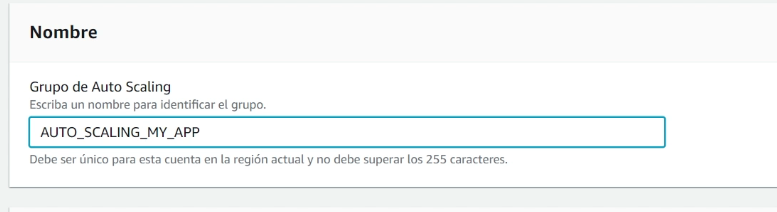 Nombre
Grupo de Auto Scaling
Escriba un nombre para identificar el grupo.
AUTO_SCALING_MY_APP
Debe ser único para esta cuenta en la región actual y no debe superar los 255 caracteres.